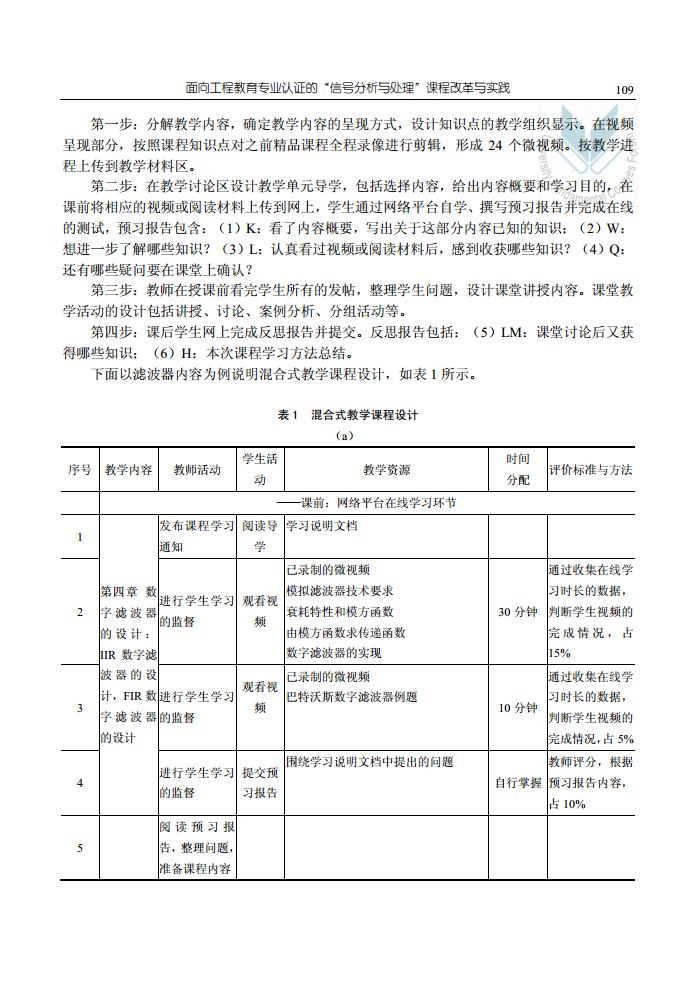 面向工程教育专业认证的“信号分析与处理”课程改革与实践 109
第一步：分解教学内容，确定教学内容的呈现方式，设计知识点的教学组织显示。在视频
呈现部分，按照课程知识点对之前精品课程全程录像进行剪辑，形成 24 个微视频。按教学进
程上传到教学材料区。
第二步：在教学讨论区设计教学单元导学，包括选择内容，给出内容概要和学习目的，在
课前将相应的视频或阅读材料上传到网上，学生通过网络平台自学、撰写预习报告并完成在线
的测试，预习报告包含：（1）K：看了内容概要，写出关于这部分内容已知的知识；（2）W：
想进一步了解哪些知识？（3）L：认真看过视频或阅读材料后，感到收获哪些知识？（4）Q：
还有哪些疑问要在课堂上确认？
第三步：教师在授课前看完学生所有的发帖，整理学生问题，设计课堂讲授内容。课堂教
学活动的设计包括讲授、讨论、案例分析、分组活动等。
第四步：课后学生网上完成反思报告并提交。反思报告包括：（5）LM：课堂讨论后又获
得哪些知识；（6）H：本次课程学习方法总结。
下面以滤波器内容为例说明混合式教学课程设计，如表 1 所示。
表 1 混合式教学课程设计
（a）
序号 教学内容 教师活动 学生活
动 教学资源 时间
分配 评价标准与方法
——课前：网络平台在线学习环节
1
发布课程学习
通知
阅读导
学
学习说明文档
第四章 数
字滤波器
的设计：
IIR 数字滤
波器的设
计，FIR 数
字滤波器
的设计
2
进行学生学习
的监督
观看视
频
已录制的微视频
模拟滤波器技术要求
衰耗特性和模方函数
由模方函数求传递函数
数字滤波器的实现
30 分钟
通过收集在线学
习时长的数据，
判断学生视频的
完成情况，占
15%
3
进行学生学习
的监督
观看视
频
已录制的微视频
巴特沃斯数字滤波器例题
10 分钟
通过收集在线学
习时长的数据，
判断学生视频的
完成情况，占 5%
4
进行学生学习
的监督
提交预
习报告
围绕学习说明文档中提出的问题
自行掌握
教师评分，根据
预习报告内容，
占 10%
5
阅读预习报
告，整理问题，
准备课程内容